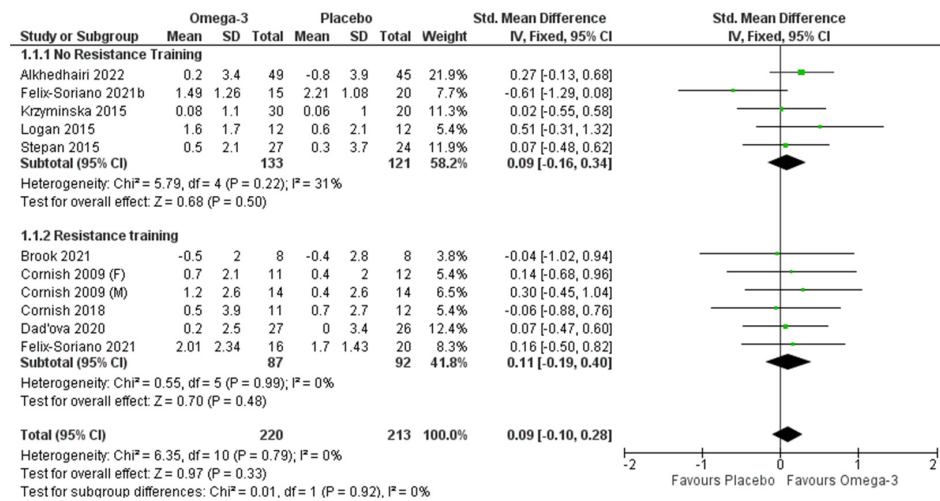 Omega-3 Placebo Std. Mean Difference Std. Mean Difference
Study or Subgroup Mean SD Total Mean SD Total Weight IV, Fixed, 95% CI IV, Fixed, 95% CI
1.1.1 No Resistance Training
Alkhedhairi 2022 0.2 3.4 49 -0.8 3.9 45 21.9% 0.27 [-0.13, 0.68]
Felix-Soriano 2021b 1.49 1.26 15 2.21 1.08 20 7.7% -0.61 [-1.29, 0.08]
Krzyminska 2015 0.08 1.1 30 0.06 1 20 11.3% 0.02 [-0.55, 0.58]
Logan 2015 1.6 1.7 12 0.6 2.1 12 5.4% 0.51 [-0.31, 1.32]
Stepan 2015 0.5 2.1 27 0.3 3.7 24 11.9% 0.07 [-0.48, 0.62]
Subtotal (95% CI) 133 121 58.2% 0.09 [-0.16, 0.34]
Heterogeneity: Chi² = 5.79, df = 4 (P = 0.22); I² = 31%
Test for overall effect: Z = 0.68 (P = 0.50)
1.1.2 Resistance training
Brook 2021 -0.5 2 8 -0.4 2.8 8 3.8% -0.04 [-1.02, 0.94]
Cornish 2009 (F) 0.7 2.1 11 0.4 2 12 5.4% 0.14 [-0.68, 0.96]
Cornish 2009 (M) 1.2 2.6 14 0.4 2.6 14 6.5% 0.30 [-0.45, 1.04]
Cornish 2018 0.5 3.9 11 0.7 2.7 12 5.4% -0.06 [-0.88, 0.76]
Dad'ova 2020 0.2 2.5 27 0 3.4 26 12.4% 0.07 [-0.47, 0.60]
Felix-Soriano 2021 2.01 2.34 16 1.7 1.43 20 8.3% 0.16 [-0.50, 0.82]
Subtotal (95% CI) 87 92 41.8% 0.11 [-0.19, 0.40]
Heterogeneity: Chi² = 0.55, df = 5 (P = 0.99); I² = 0%
Test for overall effect: Z = 0.70 (P = 0.48)
Total (95% CI) 220 213 100.0% 0.09 [-0.10, 0.28]
Heterogeneity: Chi² = 6.35, df = 10 (P = 0.79); I² = 0%
Test for overall effect: Z = 0.97 (P = 0.33)
Test for subgroup differences: Chi² = 0.01, df = 1 (P = 0.92), I² = 0%
-2 -1 0 1 2
Favours Placebo Favours Omega-3